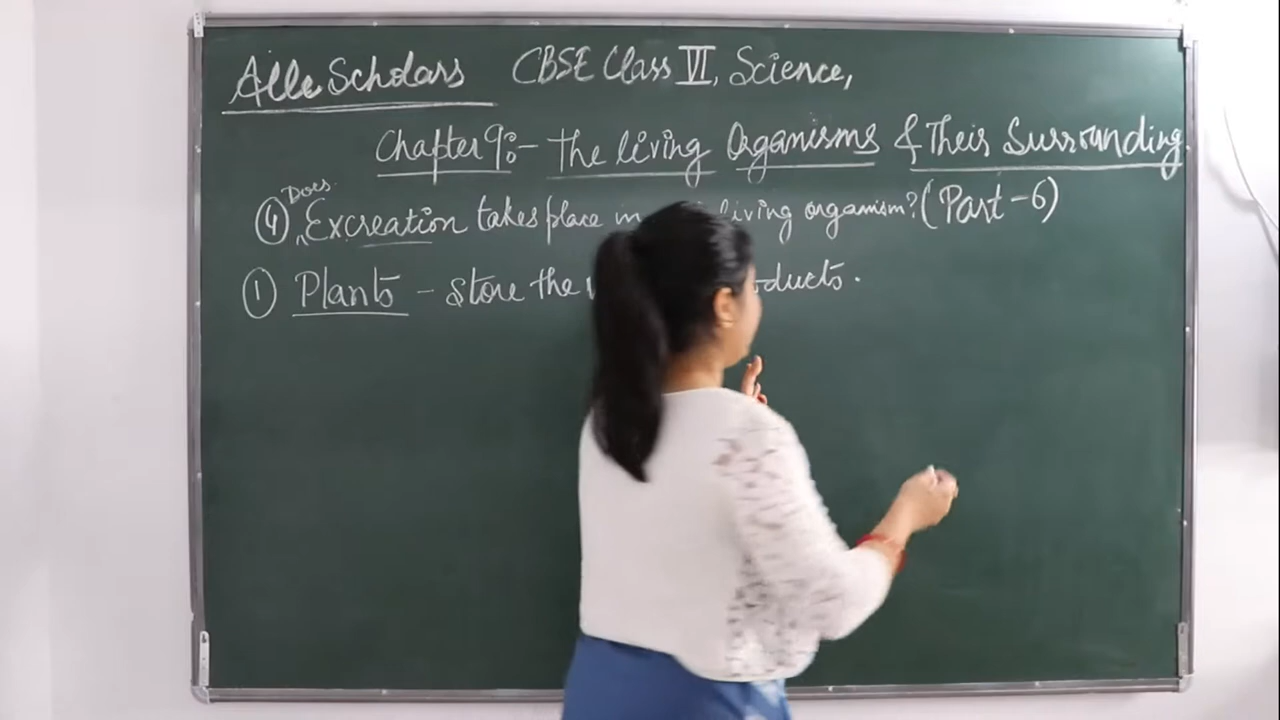 Alle Scholars CBSE Class VI, Science,
Chapter 9:- The living Organisms & Their Surrounding.
Does
(4) ^ Excreation takes place in living organism? (Part-6)
(1) Plants - store the oducts.